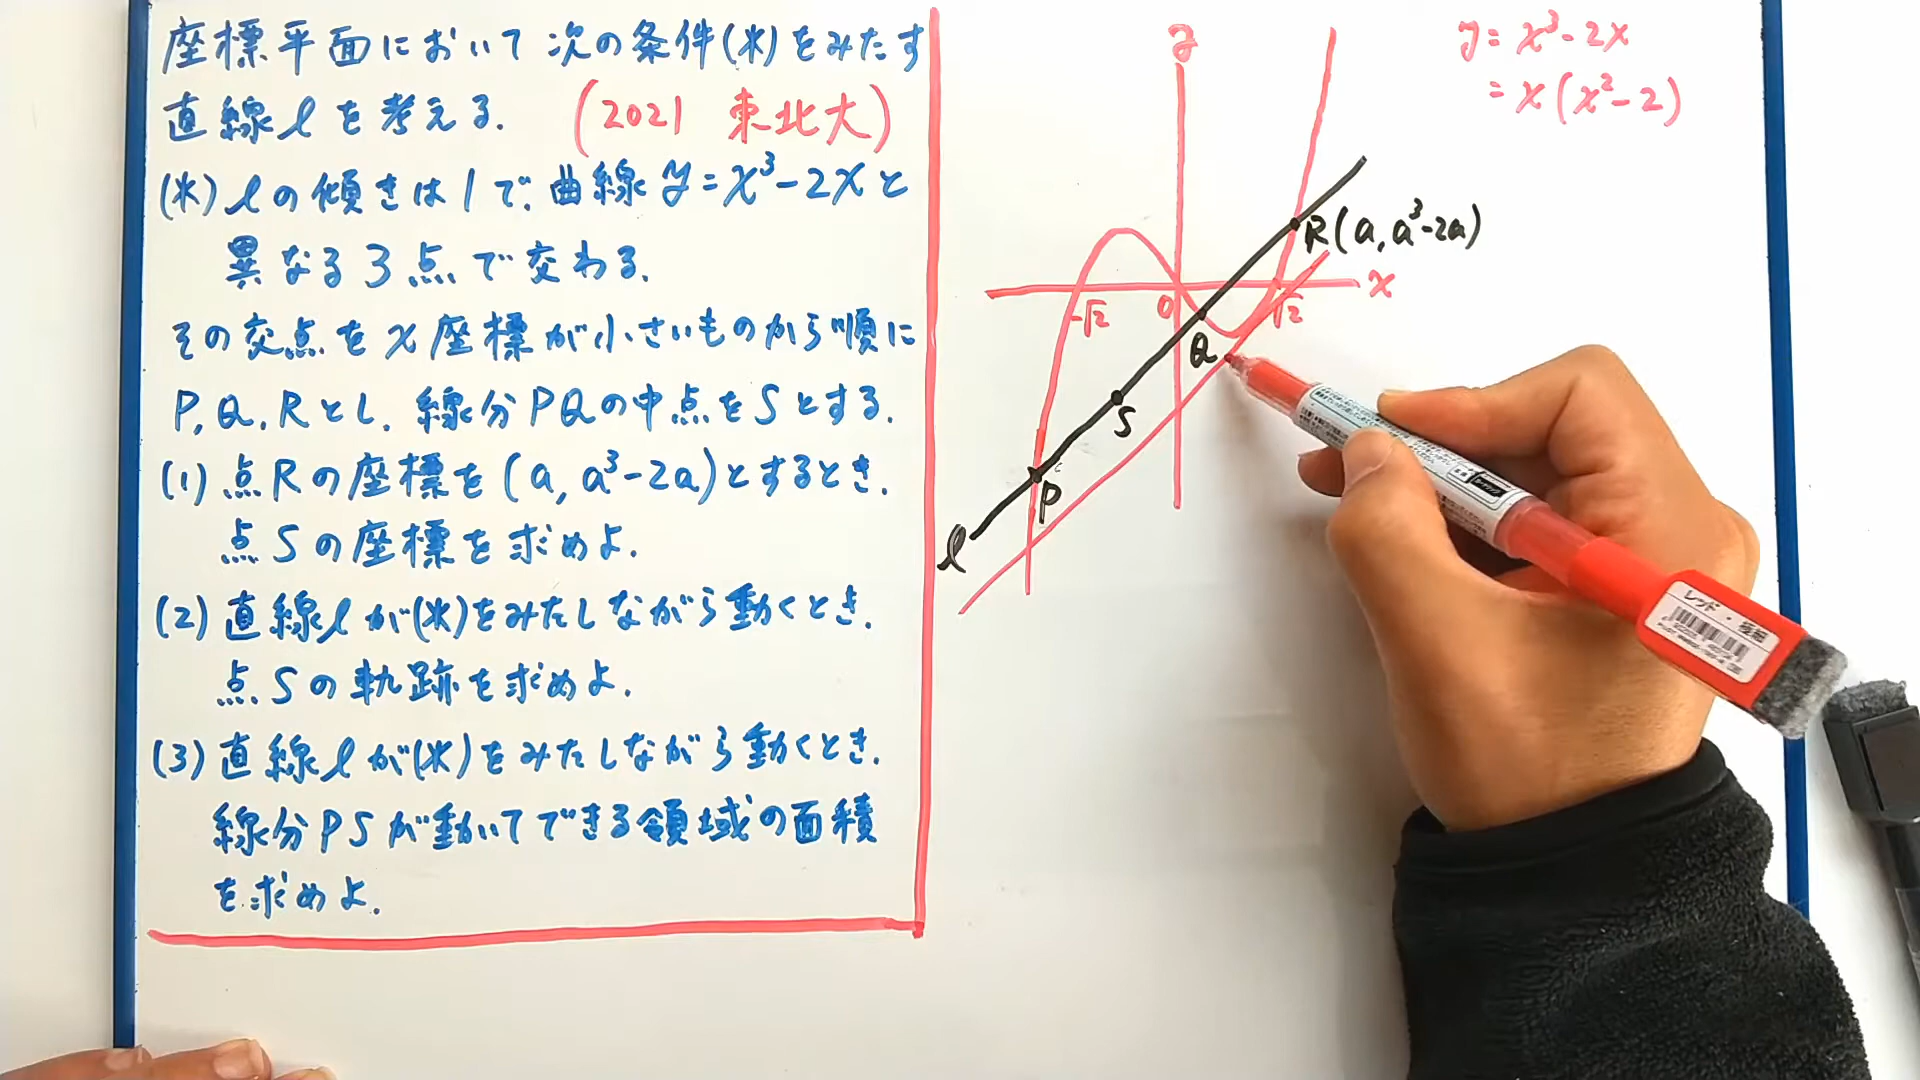 座標平面において次の条件(*)をみたす
直線lを考える. (2021 東北大)
(*) lの傾きは1で、曲線y=x³-2xと
異なる3点で交わる.
その交点をx座標が小さいものから順に
P, Q, Rとし、線分PQの中点をSとする.
(1) 点Rの座標を(a, a³-2a)とするとき、
点Sの座標を求めよ.
(2) 直線lが(*)をみたしながら動くとき、
点Sの軌跡を求めよ.
(3) 直線lが(*)をみたしながら動くとき、
線分PSが動いてできる領域の面積
を求めよ.
y = x³-2x
= x(x²-2)
y
R(a, a³-2a)
x
-√2
O
√2
Q
S
P
l
レッド・極細